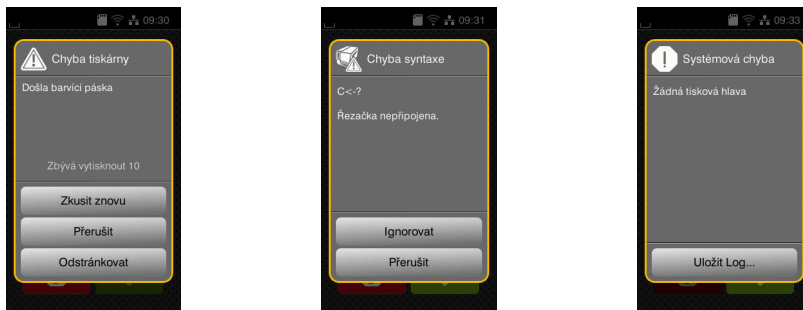 09:30
Chyba tiskárny
Došla barvící páska
Zbývá vytisknout 10
Zkusit znovu
Přerušit
Odstránkovat
09:31
Chyba syntaxe
C<-?
Řezačka nepřipojena.
Ignorovat
Přerušit
09:33
Systémová chyba
Žádná tisková hlava
Uložit Log...